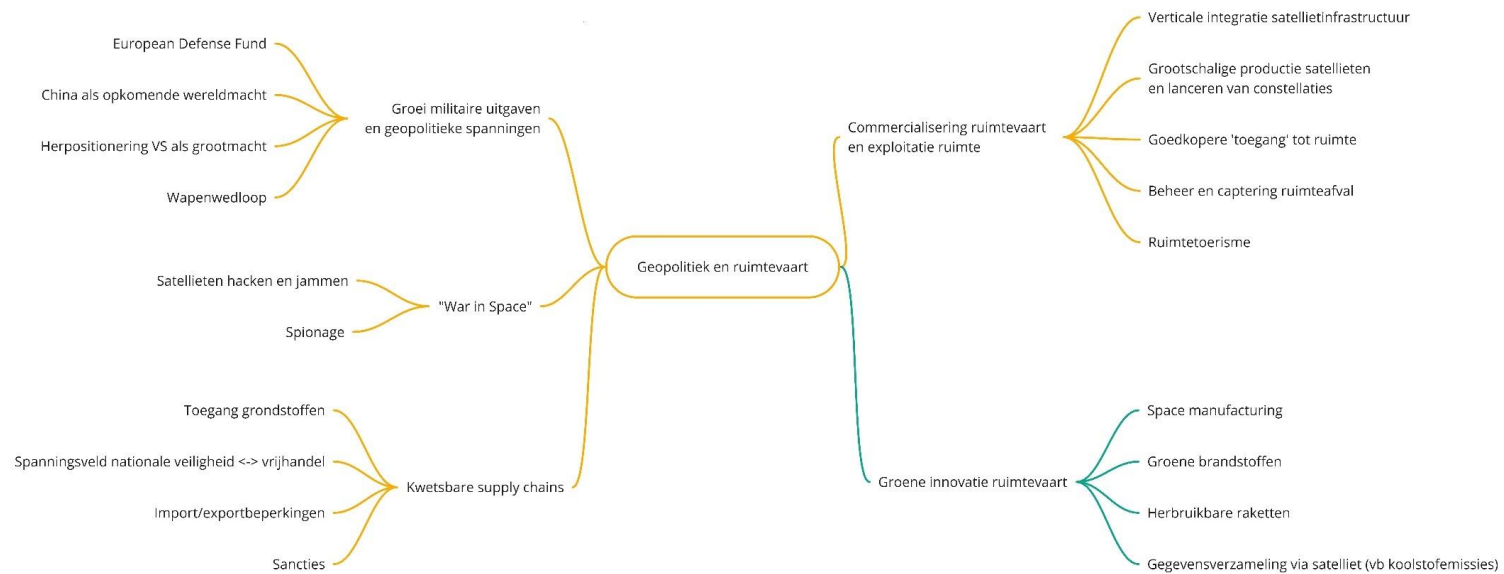 European Defense Fund
China als opkomende wereldmacht
Herpositionering VS als grootmacht
Wapenwedloop
Groei militaire uitgaven
en geopolitieke spanningen
Satellieten hacken en jammen
Spionage
"War in Space"
Toegang grondstoffen
Spanningsveld nationale veiligheid <-> vrijhandel
Import/exportbeperkingen
Sancties
Kwetsbare supply chains
Geopolitiek en ruimtevaart
Commercialisering ruimtevaart
en exploitatie ruimte
Verticale integratie satellietinfrastructuur
Grootschalige productie satellieten
en lanceren van constellaties
Goedkopere 'toegang' tot ruimte
Beheer en captering ruimteafval
Ruimtetoerisme
Groene innovatie ruimtevaart
Space manufacturing
Groene brandstoffen
Herbruikbare raketten
Gegevensverzameling via satelliet (vb koolstofemissies)